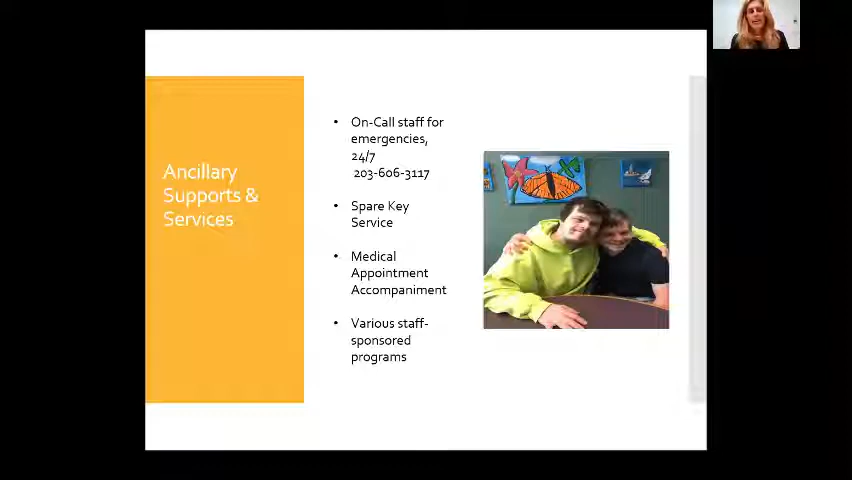 Ancillary
Supports &
Services
• On-Call staff for
emergencies,
24/7
203-606-3117
• Spare Key
Service
• Medical
Appointment
Accompaniment
• Various staff-
sponsored
programs